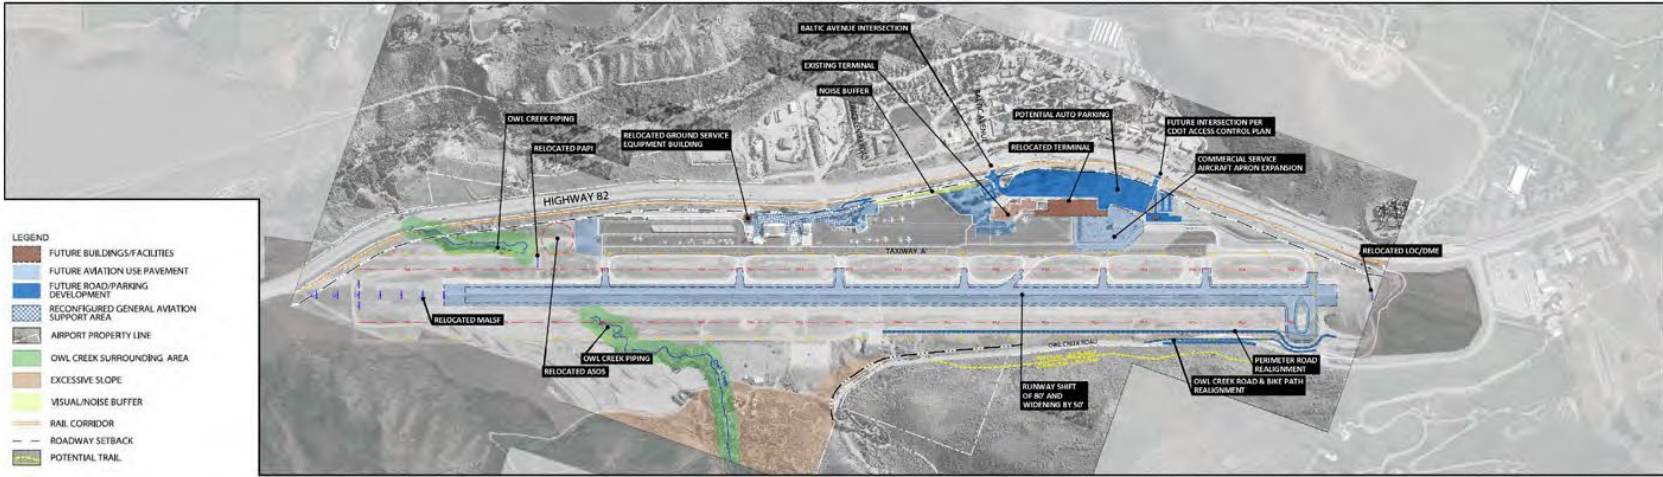 BALTIC AVENUE INTERSECTION
EXISTING TERMINAL
NOISE BUFFER
OWL CREEK PIPING
RELOCATED PAPI
RELOCATED GROUND SERVICE
EQUIPMENT BUILDING
POTENTIAL AUTO PARKING
RELOCATED TERMINAL
FUTURE INTERSECTION PER
CDOT ACCESS CONTROL PLAN
COMMERCIAL SERVICE
AIRCRAFT APRON EXPANSION
HIGHWAY 82
TAXIWAY 'A'
RELOCATED LOC/DME
RELOCATED MALSF
OWL CREEK PIPING
RELOCATED ASOS
OWL CREEK ROAD
PERIMETER ROAD
REALIGNMENT
OWL CREEK ROAD & BIKE PATH
REALIGNMENT
RUNWAY SHIFT
OF 80' AND
WIDENING BY 50'
LEGEND
FUTURE BUILDINGS/FACILITIES
FUTURE AVIATION USE PAVEMENT
FUTURE ROAD/PARKING
DEVELOPMENT
RECONFIGURED GENERAL AVIATION
SUPPORT AREA
AIRPORT PROPERTY LINE
OWL CREEK SURROUNDING AREA
EXCESSIVE SLOPE
VISUAL/NOISE BUFFER
RAIL CORRIDOR
ROADWAY SETBACK
POTENTIAL TRAIL